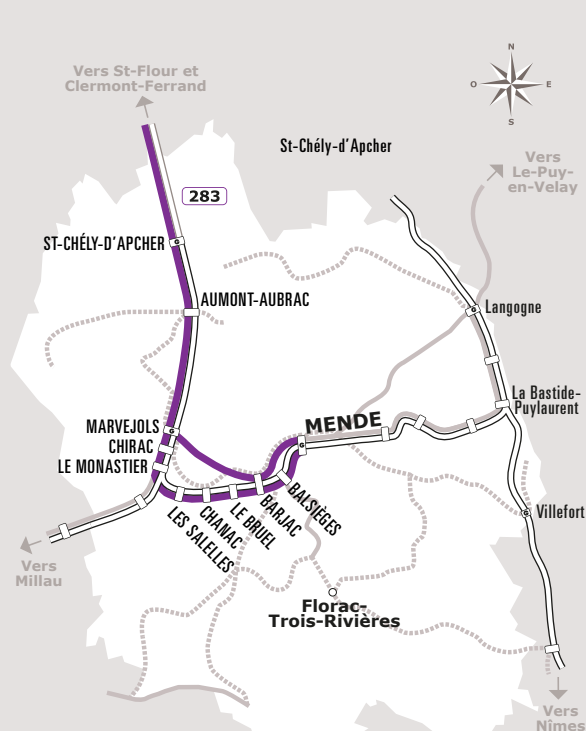 Vers St-Flour et
Clermont-Ferrand
N
O
E
S
St-Chély-d'Apcher
Vers
Le-Puy-
en-Velay
283
ST-CHÉLY-D'APCHER
AUMONT-AUBRAC
Langogne
La Bastide-
Puylaurent
MENDE
MARVEJOLS
CHIRAC
LE MONASTIER
BALSIÈGES
BARJAC
LE BRUEL
CHANAC
LES SALELLES
Villefort
Vers
Millau
Florac-
Trois-Rivières
Vers
Nîmes